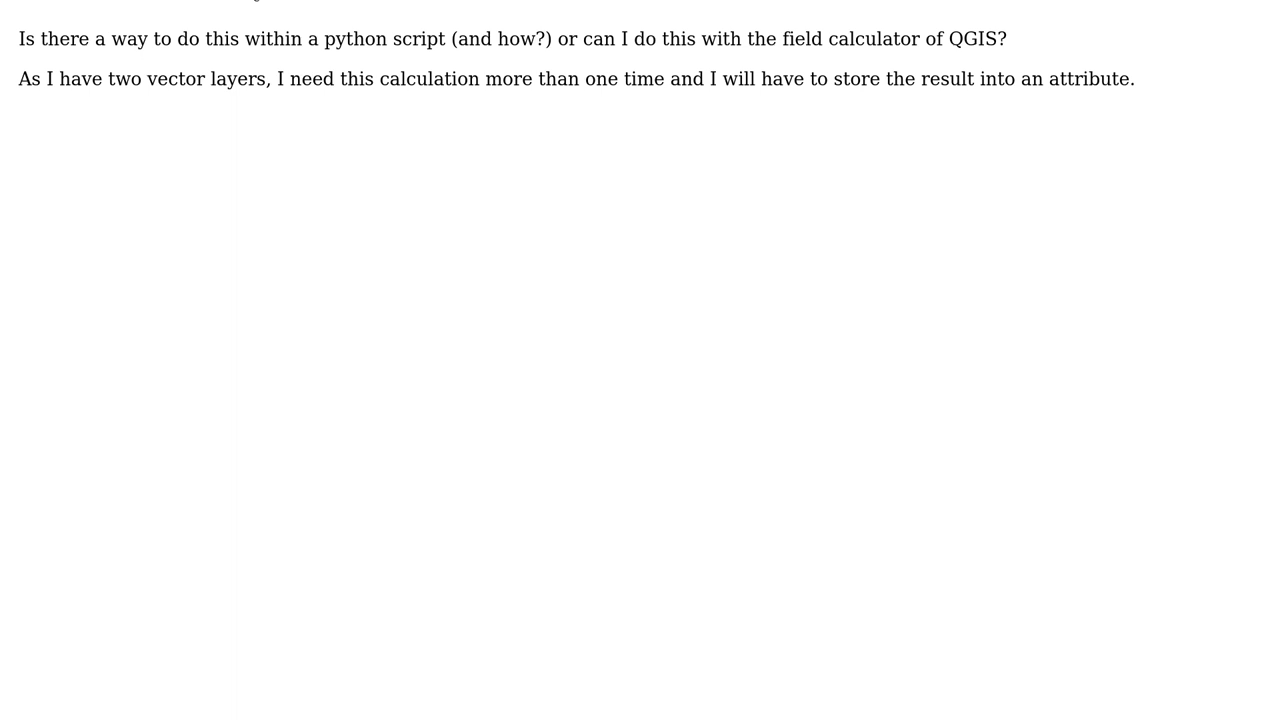 Is there a way to do this within a python script (and how?) or can I do this with the field calculator of QGIS?
As I have two vector layers, I need this calculation more than one time and I will have to store the result into an attribute.